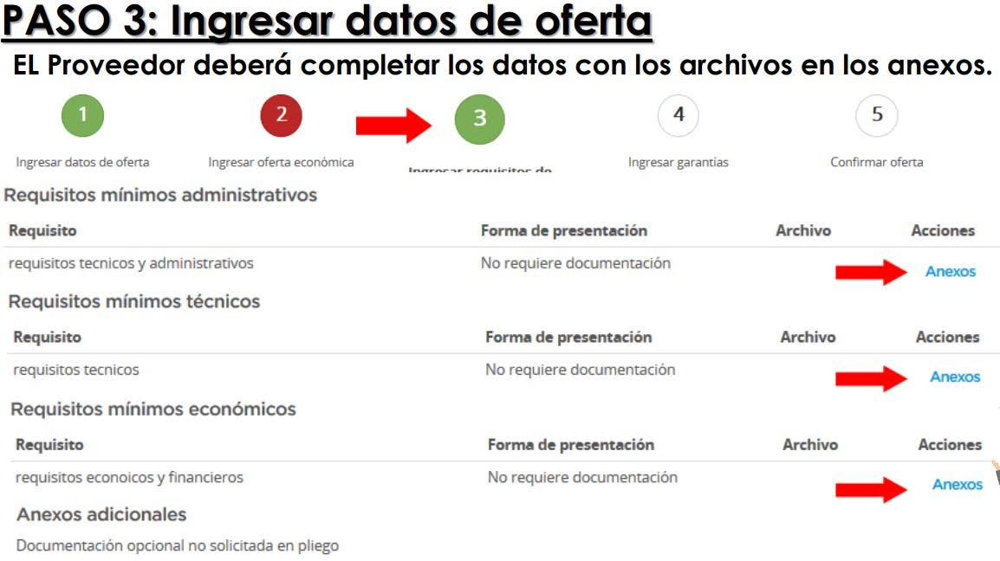 PASO 3: Ingresar datos de oferta
EL Proveedor deberá completar los datos con los archivos en los anexos.
1 2 3 4 5
Ingresar datos de oferta Ingresar oferta económica Ingresar requisitos de Ingresar garantías Confirmar oferta
Requisitos mínimos administrativos
Requisito Forma de presentación Archivo Acciones
requisitos tecnicos y administrativos No requiere documentación Anexos
Requisitos mínimos técnicos
Requisito Forma de presentación Archivo Acciones
requisitos tecnicos No requiere documentación Anexos
Requisitos mínimos económicos
Requisito Forma de presentación Archivo Acciones
requisitos econoicos y financieros No requiere documentación Anexos
Anexos adicionales
Documentación opcional no solicitada en pliego